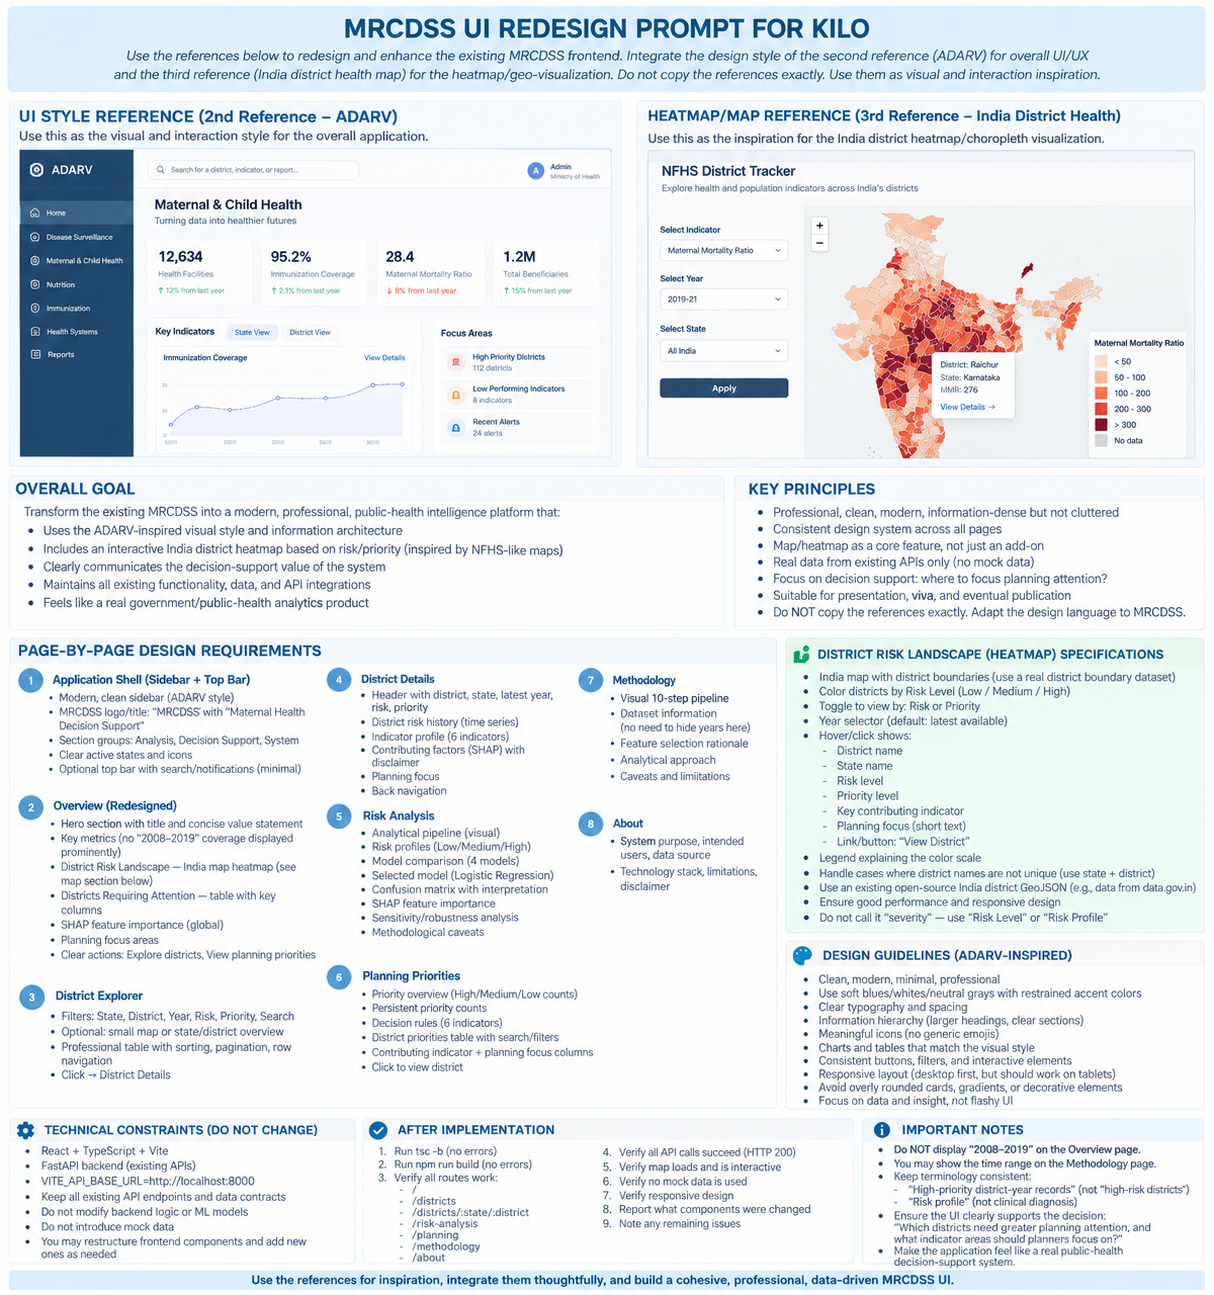 MRCDSS UI REDESIGN PROMPT FOR KILO
Use the references below to redesign and enhance the existing MRCDSS frontend. Integrate the design style of the second reference (ADARV) for overall UI/UX
and the third reference (India district health map) for the heatmap/geo-visualization. Do not copy the references exactly. Use them as visual and interaction inspiration.
UI STYLE REFERENCE (2nd Reference – ADARV)
Use this as the visual and interaction style for the overall application.
ADARV
Search for a district, indicator, or report...
A
Admin
Ministry of Health
Home
Disease Surveillance
Maternal & Child Health
Nutrition
Immunization
Health Systems
Reports
Maternal & Child Health
Turning data into healthier futures
12,634
Health Facilities
↑ 12% from last year
95.2%
Immunization Coverage
↑ 2.1% from last year
28.4
Maternal Mortality Ratio
↓ 8% from last year
1.2M
Total Beneficiaries
↑ 15% from last year
Key Indicators
State View
District View
Immunization Coverage
View Details
3000
2000
2000
2000
2000
Focus Areas
High Priority Districts
112 districts
Low Performing Indicators
8 indicators
Recent Alerts
24 alerts
HEATMAP/MAP REFERENCE (3rd Reference – India District Health)
Use this as the inspiration for the India district heatmap/choropleth visualization.
NFHS District Tracker
Explore health and population indicators across India's districts
Select Indicator
Maternal Mortality Ratio
Select Year
2019-21
Select State
All India
Apply
+
−
District: Raichur
State: Karnataka
MMR: 276
View Details →
Maternal Mortality Ratio
< 50
50 - 100
100 - 200
200 - 300
> 300
No data
OVERALL GOAL
Transform the existing MRCDSS into a modern, professional, public-health intelligence platform that:
• Uses the ADARV-inspired visual style and information architecture
• Includes an interactive India district heatmap based on risk/priority (inspired by NFHS-like maps)
• Clearly communicates the decision-support value of the system
• Maintains all existing functionality, data, and API integrations
• Feels like a real government/public-health analytics product
KEY PRINCIPLES
• Professional, clean, modern, information-dense but not cluttered
• Consistent design system across all pages
• Map/heatmap as a core feature, not just an add-on
• Real data from existing APIs only (no mock data)
• Focus on decision support: where to focus planning attention?
• Suitable for presentation, viva, and eventual publication
• Do NOT copy the references exactly. Adapt the design language to MRCDSS.
PAGE-BY-PAGE DESIGN REQUIREMENTS
1 Application Shell (Sidebar + Top Bar)
• Modern, clean sidebar (ADARV style)
• MRCDSS logo/title: "MRCDSS" with "Maternal Health
Decision Support"
• Section groups: Analysis, Decision Support, System
• Clear active states and icons
• Optional top bar with search/notifications (minimal)
2 Overview (Redesigned)
• Hero section with title and concise value statement
• Key metrics (no "2008–2019" coverage displayed
prominently)
• District Risk Landscape — India map heatmap (see
map section below)
• Districts Requiring Attention — table with key
columns
• SHAP feature importance (global)
• Planning focus areas
• Clear actions: Explore districts, View planning priorities
3 District Explorer
• Filters: State, District, Year, Risk, Priority, Search
• Optional: small map or state/district overview
• Professional table with sorting, pagination, row
navigation
• Click → District Details
4 District Details
• Header with district, state, latest year,
risk, priority
• District risk history (time series)
• Indicator profile (6 indicators)
• Contributing factors (SHAP) with
disclaimer
• Planning focus
• Back navigation
5 Risk Analysis
• Analytical pipeline (visual)
• Risk profiles (Low/Medium/High)
• Model comparison (4 models)
• Selected model (Logistic Regression)
• Confusion matrix with interpretation
• SHAP feature importance
• Sensitivity/robustness analysis
• Methodological caveats
6 Planning Priorities
• Priority overview (High/Medium/Low counts)
• Persistent priority counts
• Decision rules (6 indicators)
• District priorities table with search/filters
• Contributing indicator + planning focus columns
• Click to view district
7 Methodology
• Visual 10-step pipeline
• Dataset information
(no need to hide years here)
• Feature selection rationale
• Analytical approach
• Caveats and limiitations
8 About
• System purpose, intended
users, data source
• Technology stack, limitations,
disclaimer
DISTRICT RISK LANDSCAPE (HEATMAP) SPECIFICATIONS
• India map with district boundaries (use a real district boundary dataset)
• Color districts by Risk Level (Low / Medium / High)
• Toggle to view by: Risk or Priority
• Year selector (default: latest available)
• Hover/click shows:
- District name
- State name
- Risk level
- Priority level
- Key contributing indicator
- Planning focus (short text)
- Link/button: "View District"
• Legend explaining the color scale
• Handle cases where district names are not unique (use state + district)
• Use an existing open-source India district GeoJSON (e.g., data from data.gov.in)
• Ensure good performance and responsive design
• Do not call it "severity" — use "Risk Level" or "Risk Profile"
DESIGN GUIDELINES (ADARV-INSPIRED)
• Clean, modern, minimal, professional
• Use soft blues/whites/neutral grays with restrained accent colors
• Clear typography and spacing
• Information hierarchy (larger headings, clear sections)
• Meaningful icons (no generic emojis)
• Charts and tables that match the visual style
• Consistent buttons, filters, and interactive elements
• Responsive layout (desktop first, but should work on tablets)
• Avoid overly rounded cards, gradients, or decorative elements
• Focus on data and insight, not flashy UI
TECHNICAL CONSTRAINTS (DO NOT CHANGE)
• React + TypeScript + Vite
• FastAPI backend (existing APIs)
• VITE_API_BASE_URL=http://localhost:8000
• Keep all existing API endpoints and data contracts
• Do not modify backend logic or ML models
• Do not introduce mock data
• You may restructure frontend components and add new
ones as needed
AFTER IMPLEMENTATION
1. Run tsc -b (no errors)
2. Run npm run build (no errors)
3. Verify all routes work:
- /
- /districts
- /districts/:state/:district
- /risk-analysis
- /planning
- /methodology
- /about
4. Verify all API calls succeed (HTTP 200)
5. Verify map loads and is interactive
6. Verify no mock data is used
7. Verify responsive design
8. Report what components were changed
9. Note any remaining issues
IMPORTANT NOTES
• Do NOT display "2008–2019" on the Overview page.
• You may show the time range on the Methodology page.
• Keep terminology consistent:
- "High-priority district-year records" (not "high-risk districts")
- "Risk profile" (not clinical diagnosis)
• Ensure the UI clearly supports the decision:
"Which districts need greater planning attention, and
what indicator areas should planners focus on?"
• Make the application feel like a real public-health
decision-support system.
Use the references for inspiration, integrate them thoughtfully, and build a cohesive, professional, data-driven MRCDSS UI.